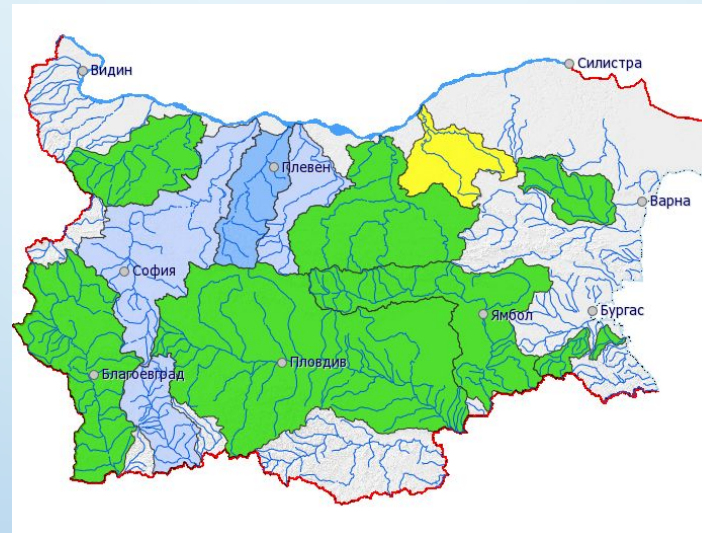 Видин
Силистра
Плевен
Варна
София
Ямбол
Бургас
Пловдив
Благоевград